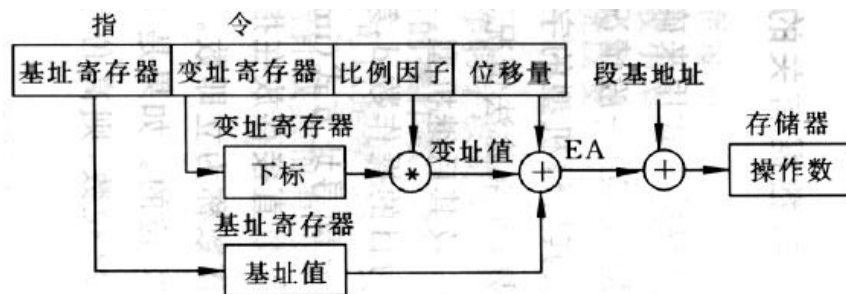 指 令
基址寄存器 变址寄存器 比例因子 位移量
段基地址
变址寄存器
变址值
EA
存储器
下标
*
+
+
操作数
基址寄存器
基址值